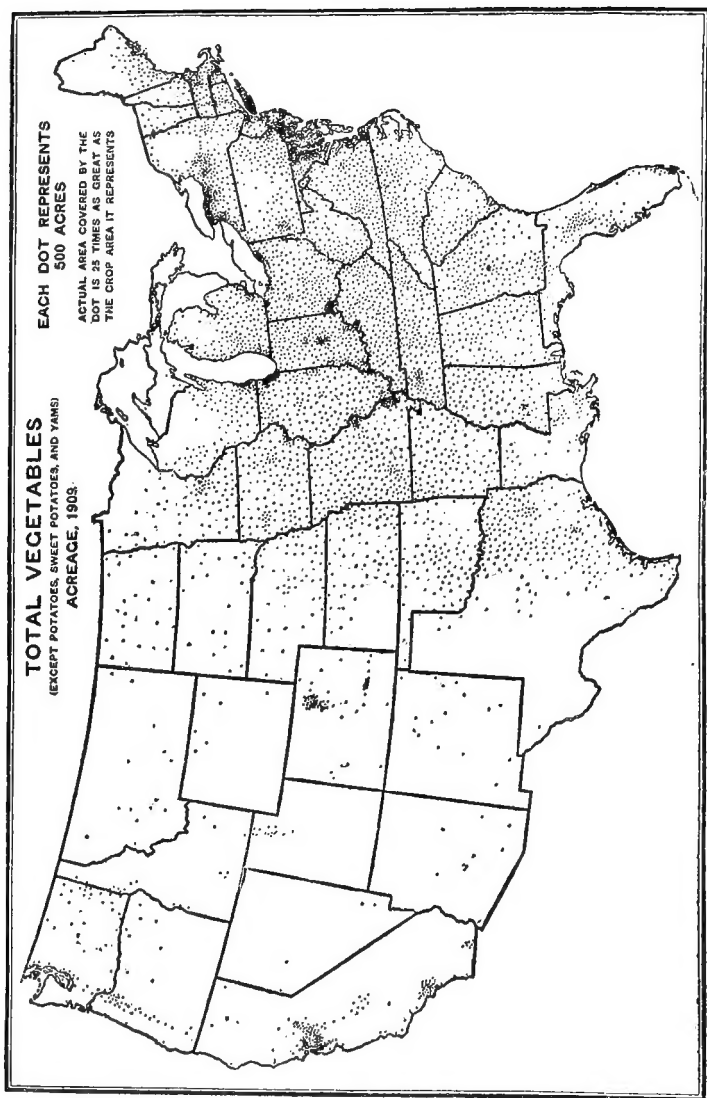 TOTAL VEGETABLES
(EXCEPT POTATOES, SWEET POTATOES, AND YAMS)
ACREAGE, 1909
EACH DOT REPRESENTS
500 ACRES
ACTUAL AREA COVERED BY THE
DOT IS 25 TIMES AS GREAT AS
THE CROP AREA IT REPRESENTS